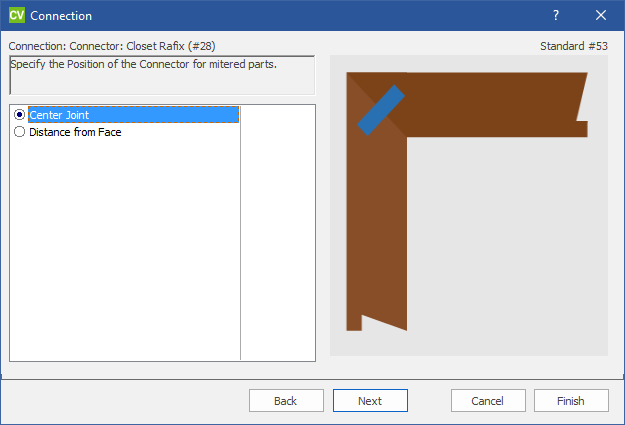 CV Connection ?
Connection: Connector: Closet Rafix (#28) Standard #53
Specify the Position of the Connector for mitered parts.
Center Joint
Distance from Face
Back Next Cancel Finish